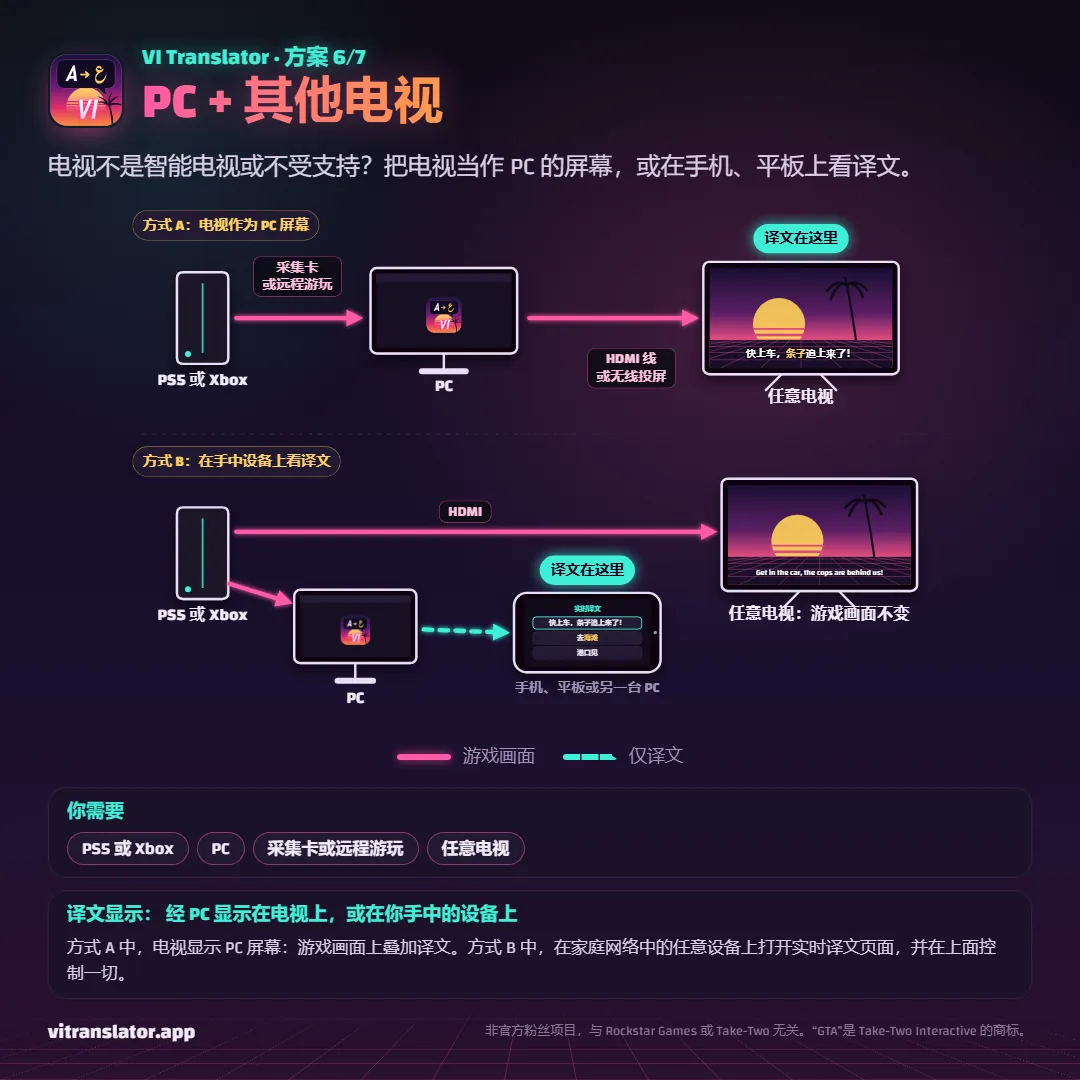 A→ع
VI
VI Translator · 方案 6/7
PC + 其他电视
电视不是智能电视或不受支持？把电视当作 PC 的屏幕，或在手机、平板上看译文。
方式 A：电视作为 PC 屏幕
译文在这里
采集卡
或远程游玩
A→ع
VI
快上车，条子追上来了！
HDMI 线
或无线投屏
PS5 或 Xbox
PC
任意电视
方式 B：在手中设备上看译文
HDMI
译文在这里
Get in the car, the cops are behind us!
实时译文
快上车，条子追上来了！
去海滩
港口见
A→ع
VI
PS5 或 Xbox
任意电视：游戏画面不变
手机、平板或另一台 PC
PC
游戏画面
仅译文
你需要
PS5 或 Xbox
PC
采集卡或远程游玩
任意电视
译文显示： 经 PC 显示在电视上，或在你手中的设备上
方式 A 中，电视显示 PC 屏幕：游戏画面上叠加译文。方式 B 中，在家庭网络中的任意设备上打开实时译文页面，并在上面控
制一切。
vitranslator.app
非官方粉丝项目，与 Rockstar Games 或 Take-Two 无关。“GTA”是 Take-Two Interactive 的商标。